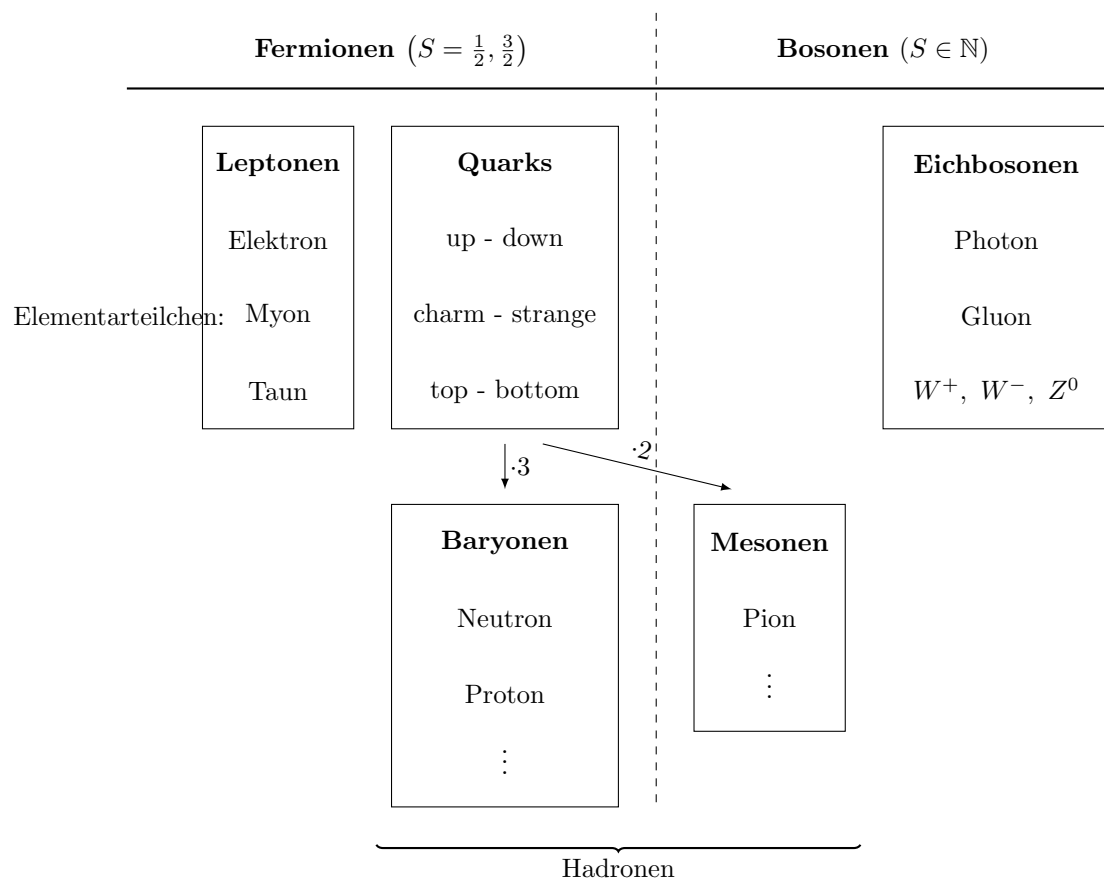 Fermionen (S = 1/2, 3/2)
Bosonen (S ∈ ℕ)
Elementarteilchen:
Leptonen
Elektron
Myon
Taun
Quarks
up - down
charm - strange
top - bottom
Eichbosonen
Photon
Gluon
W⁺, W⁻, Z⁰
·3
·2
Baryonen
Neutron
Proton
⋮
Mesonen
Pion
⋮
Hadronen